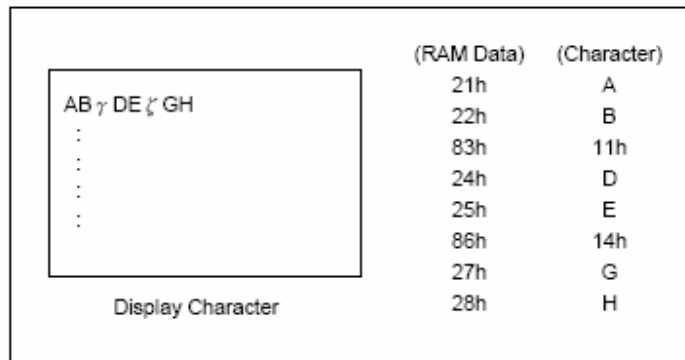 (RAM Data) (Character)
21h A
AB γ DE ζ GH
22h B
:
83h 11h
:
24h D
:
25h E
:
86h 14h
27h G
Display Character
28h H